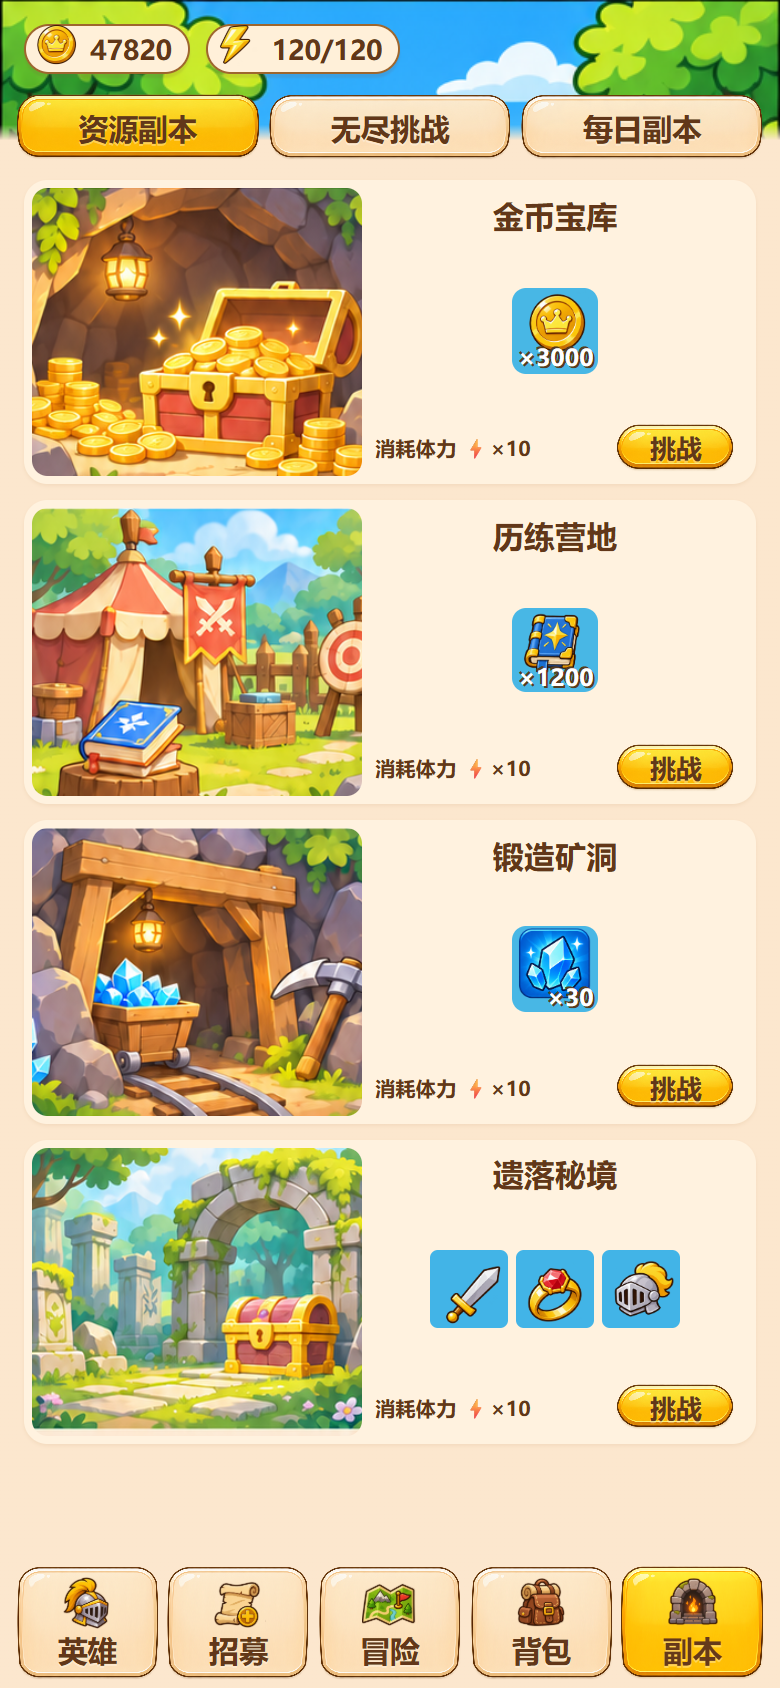 47820
120/120
资源副本
无尽挑战
每日副本
金币宝库
×3000
消耗体力 ×10
挑战
历练营地
×1200
消耗体力 ×10
挑战
锻造矿洞
×30
消耗体力 ×10
挑战
遗落秘境
消耗体力 ×10
挑战
英雄
招募
冒险
背包
副本